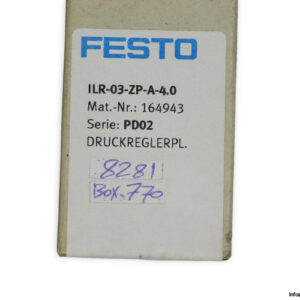 FESTO
ILR-03-ZP-A-4.0
Mat.-Nr.: 164943
Serie: PD02
DRUCKREGLERPL.
8281
Box-770